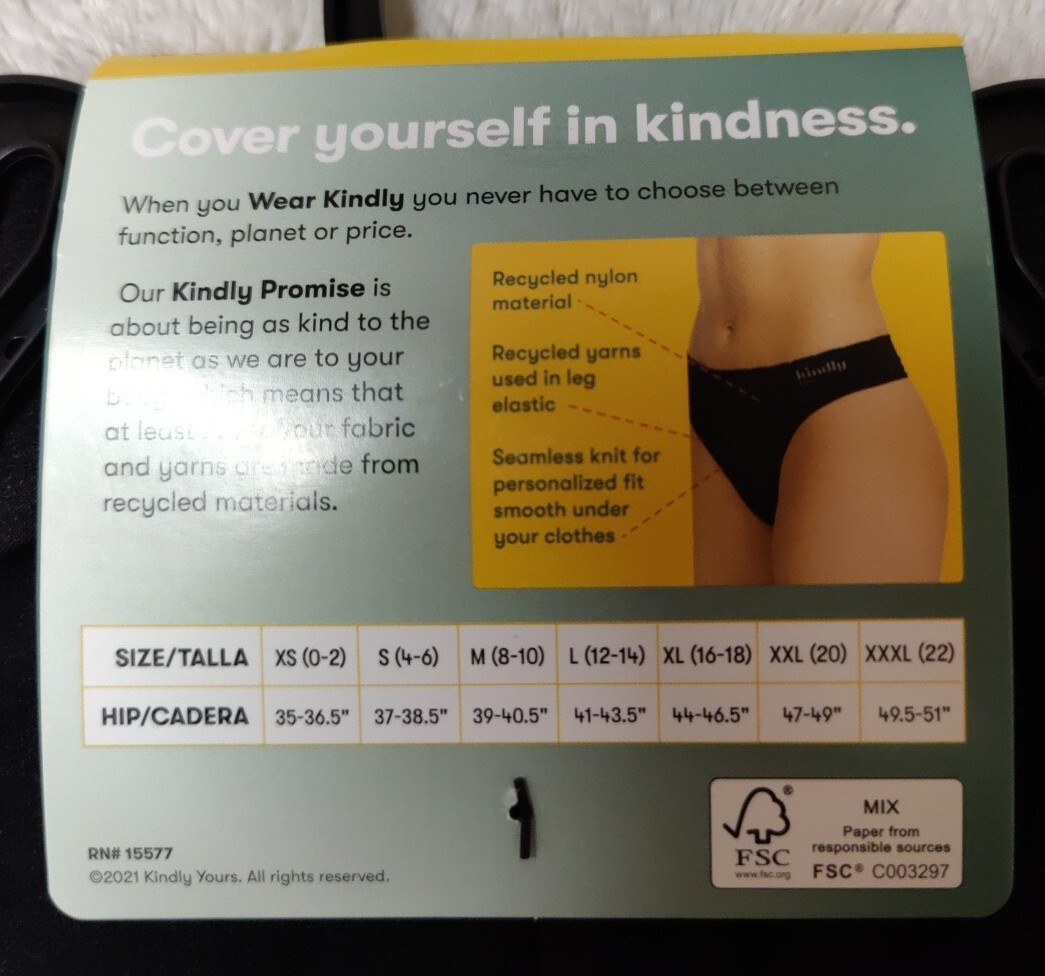 Cover yourself in kindness.
When you Wear Kindly you never have to choose between
function, planet or price.
Our Kindly Promise is
about being as kind to the
planet as we are to your
which means that
at least of our fabric
and yarns are made from
recycled materials.
Recycled nylon
material
Recycled yarns
used in leg
elastic
Seamless knit for
personalized fit
smooth under
your clothes
kindly
SIZE/TALLA XS (0-2) S (4-6) M (8-10) L (12-14) XL (16-18) XXL (20) XXXL (22)
HIP/CADERA 35-36.5" 37-38.5" 39-40.5" 41-43.5" 44-46.5" 47-49" 49.5-51"
RN# 15577
©2021 Kindly Yours. All rights reserved.
®
FSC
www.fsc.org
MIX
Paper from
responsible sources
FSC® C003297